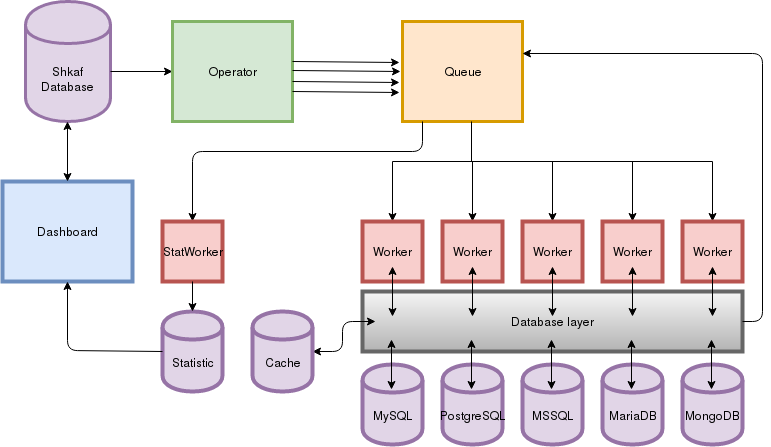 Shkaf
Database
Operator
Queue
Dashboard
StatWorker
Worker
Worker
Worker
Worker
Worker
Database layer
Statistic
Cache
MySQL
PostgreSQL
MSSQL
MariaDB
MongoDB